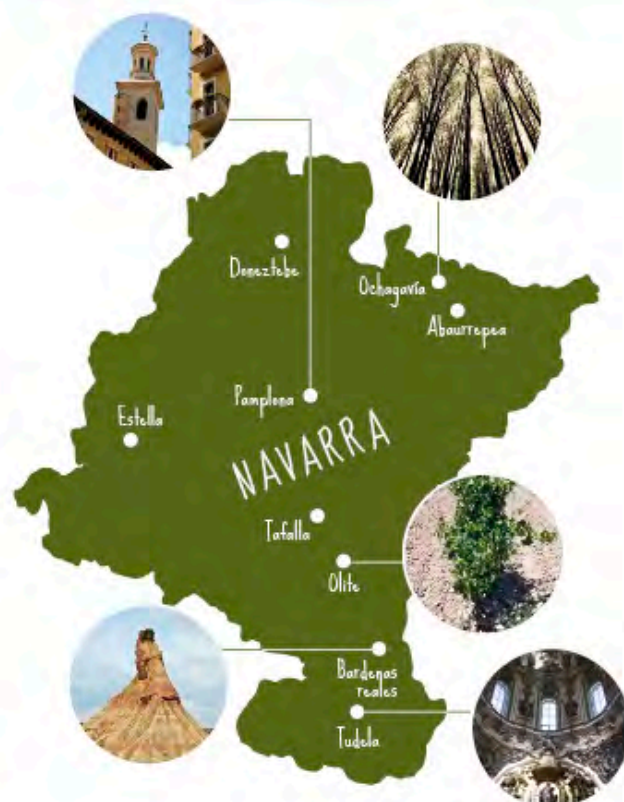 Doneztebe
Ochagavía
Abaurrepea
Pamplona
Estella
NAVARRA
Tafalla
Olite
Bardenas
reales
Tudela